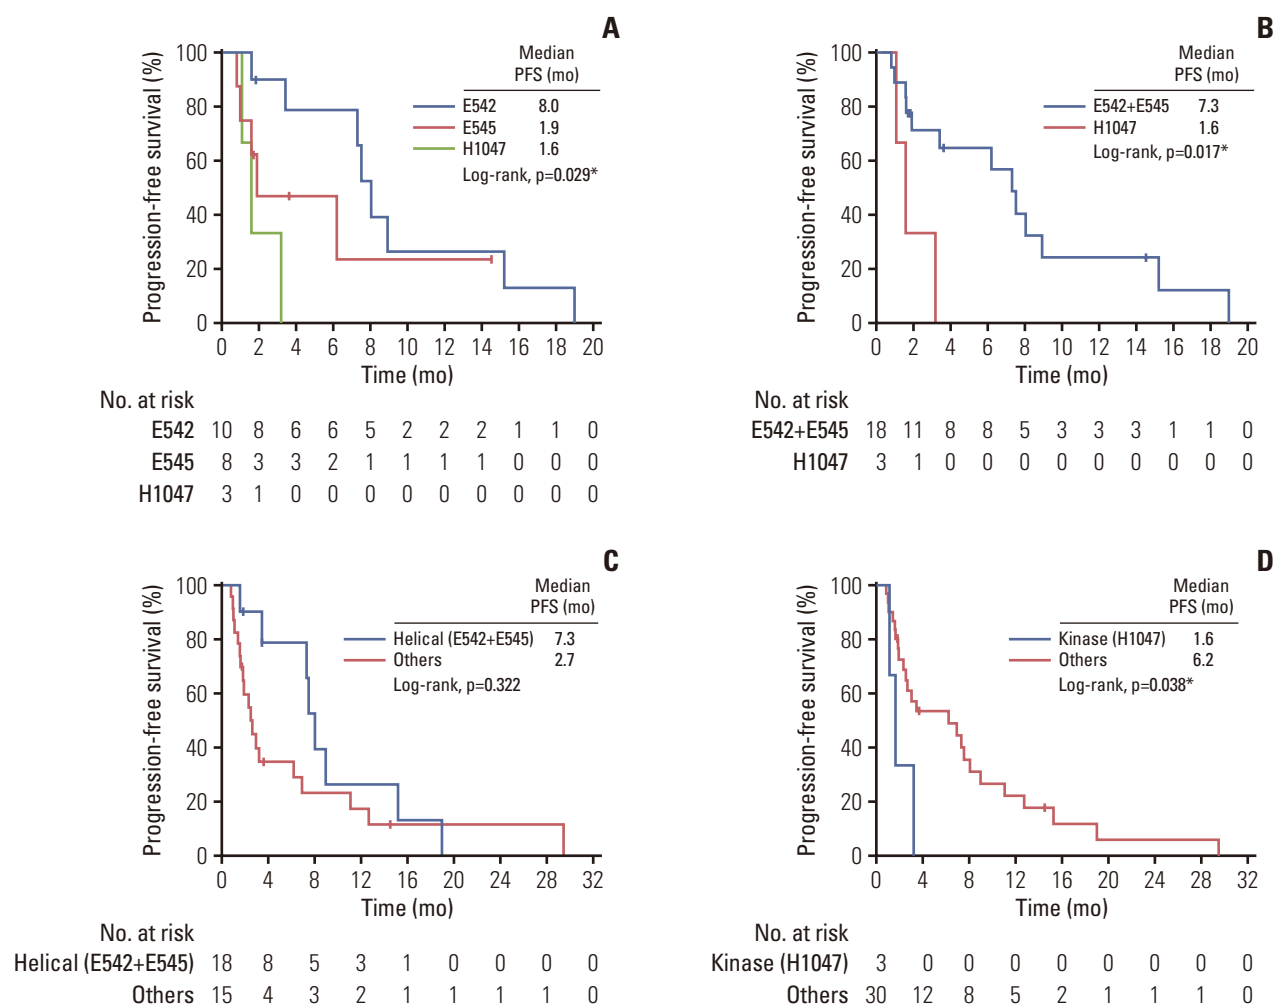 A
Progression-free survival (%)
100
80
60
40
20
0
Median
PFS (mo)
E542 8.0
E545 1.9
H1047 1.6
Log-rank, p=0.029*
0 2 4 6 8 10 12 14 16 18 20
Time (mo)
No. at risk
E542 10 8 6 6 5 2 2 2 1 1 0
E545 8 3 3 2 1 1 1 1 0 0 0
H1047 3 1 0 0 0 0 0 0 0 0 0
B
Progression-free survival (%)
100
80
60
40
20
0
Median
PFS (mo)
E542+E545 7.3
H1047 1.6
Log-rank, p=0.017*
0 2 4 6 8 10 12 14 16 18 20
Time (mo)
No. at risk
E542+E545 18 11 8 8 5 3 3 3 1 1 0
H1047 3 1 0 0 0 0 0 0 0 0 0
C
Progression-free survival (%)
100
80
60
40
20
0
Median
PFS (mo)
Helical (E542+E545) 7.3
Others 2.7
Log-rank, p=0.322
0 4 8 12 16 20 24 28 32
Time (mo)
No. at risk
Helical (E542+E545) 18 8 5 3 1 0 0 0 0
Others 15 4 3 2 1 1 1 1 0
D
Progression-free survival (%)
100
80
60
40
20
0
Median
PFS (mo)
Kinase (H1047) 1.6
Others 6.2
Log-rank, p=0.038*
0 4 8 12 16 20 24 28 32
Time (mo)
No. at risk
Kinase (H1047) 3 0 0 0 0 0 0 0 0
Others 30 12 8 5 2 1 1 1 0